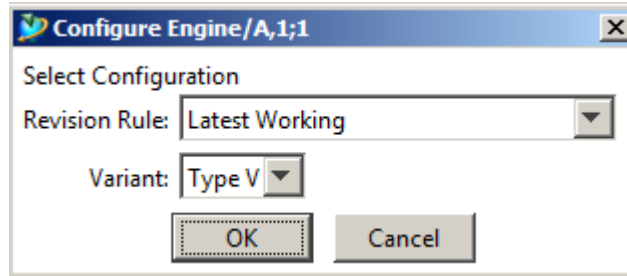 Configure Engine/A,1;1
Select Configuration
Revision Rule: Latest Working
Variant: Type V
OK Cancel